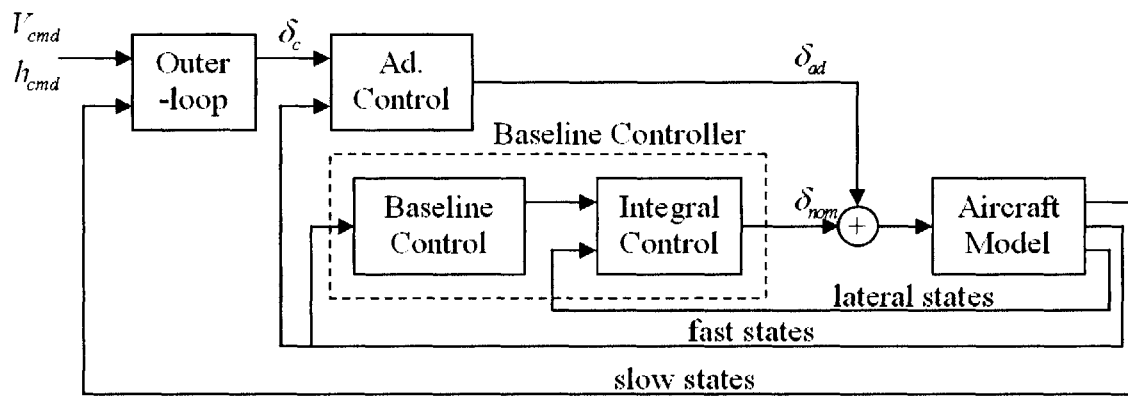 V_cmd
h_cmd
Outer
-loop
δ_c
Ad.
Control
δ_ad
Baseline Controller
Baseline
Control
Integral
Control
δ_nom
+
Aircraft
Model
lateral states
fast states
slow states